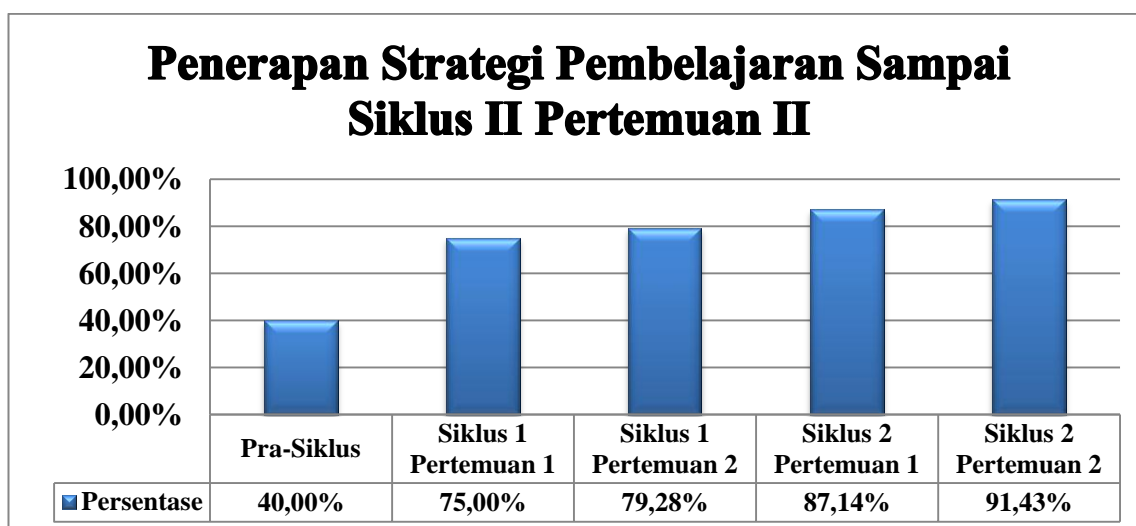 Penerapan Strategi Pembelajaran Sampai
Siklus II Pertemuan II
100,00%
80,00%
60,00%
40,00%
20,00%
0,00%
Pra-Siklus
Siklus 1
Pertemuan 1
Siklus 1
Pertemuan 2
Siklus 2
Pertemuan 1
Siklus 2
Pertemuan 2
Persentase 40,00% 75,00% 79,28% 87,14% 91,43%